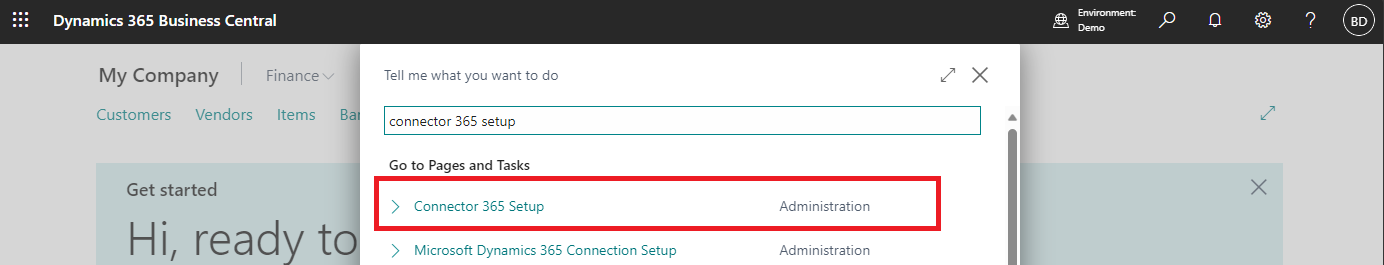 Dynamics 365 Business Central
Environment:
Demo
BD
My Company
Finance
Customers Vendors Items
Tell me what you want to do
connector 365 setup
Go to Pages and Tasks
Connector 365 Setup Administration
Microsoft Dynamics 365 Connection Setup Administration
Get started
Hi, ready to